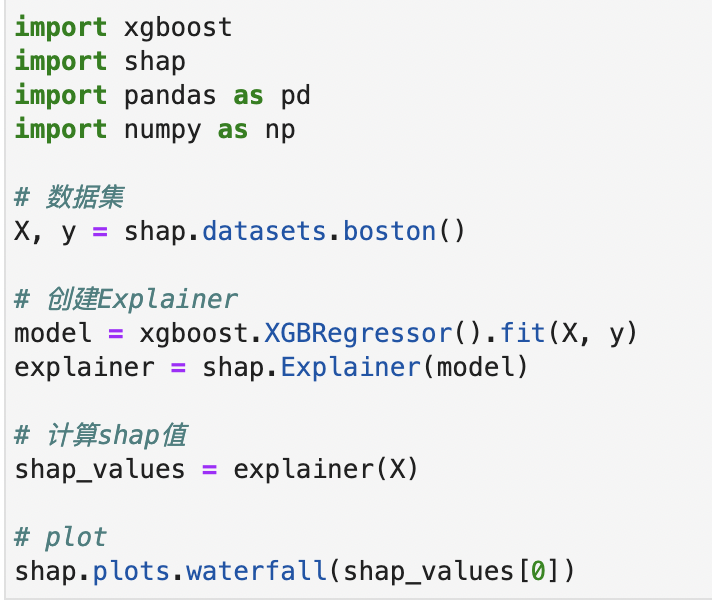 import xgboost
import shap
import pandas as pd
import numpy as np
# 数据集
X, y = shap.datasets.boston()
# 创建Explainer
model = xgboost.XGBRegressor().fit(X, y)
explainer = shap.Explainer(model)
# 计算shap值
shap_values = explainer(X)
# plot
shap.plots.waterfall(shap_values[0])